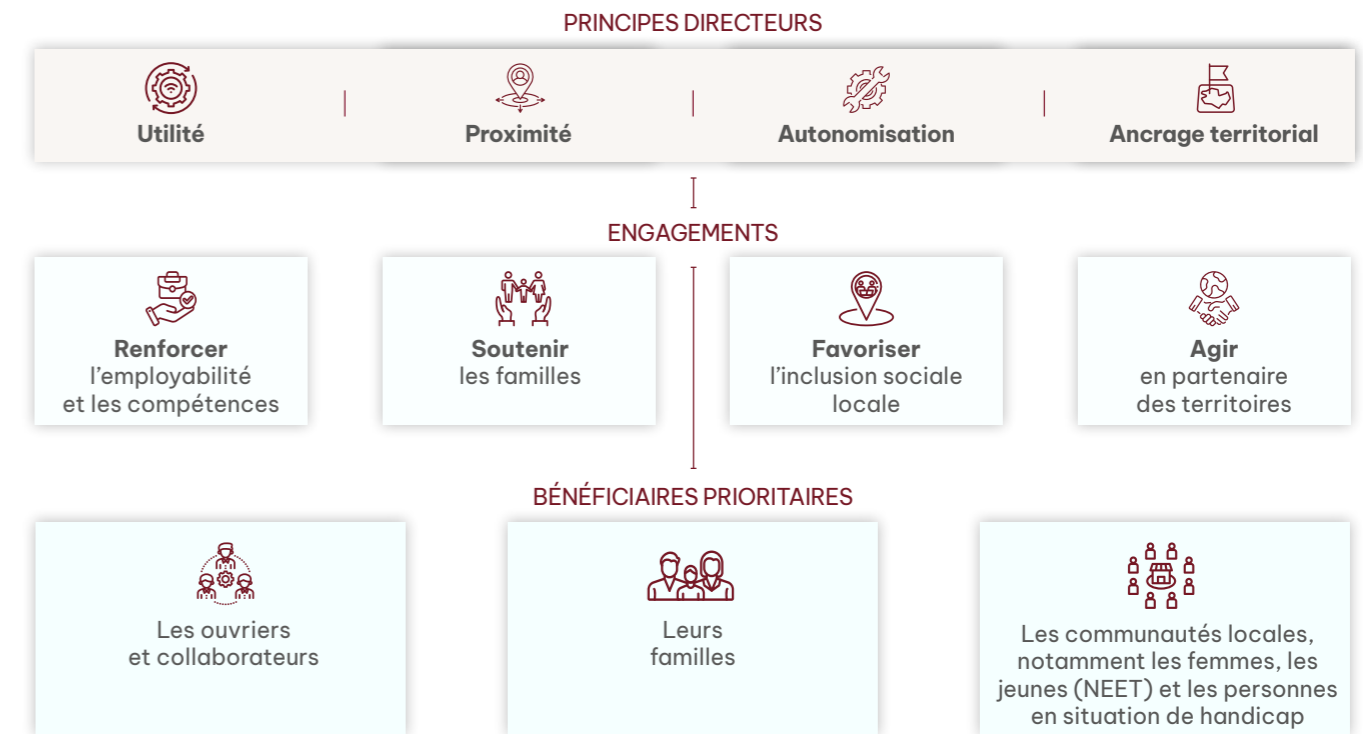 PRINCIPES DIRECTEURS
Utilité
Proximité
Autonomisation
Ancrage territorial
ENGAGEMENTS
Renforcer
l’employabilité
et les compétences
Soutenir
les familles
Favoriser
l’inclusion sociale
locale
Agir
en partenaire
des territoires
BÉNÉFICIAIRES PRIORITAIRES
Les ouvriers
et collaborateurs
Leurs
familles
Les communautés locales,
notamment les femmes, les
jeunes (NEET) et les personnes
en situation de handicap